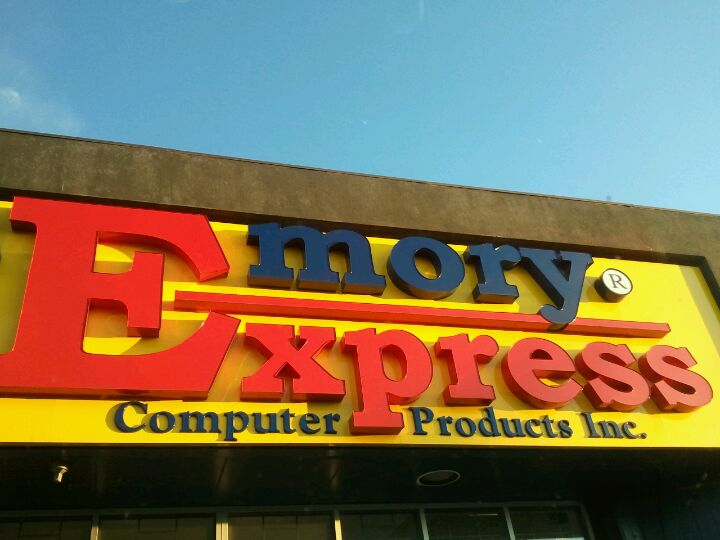 Emory ®
Express
Computer Products Inc.